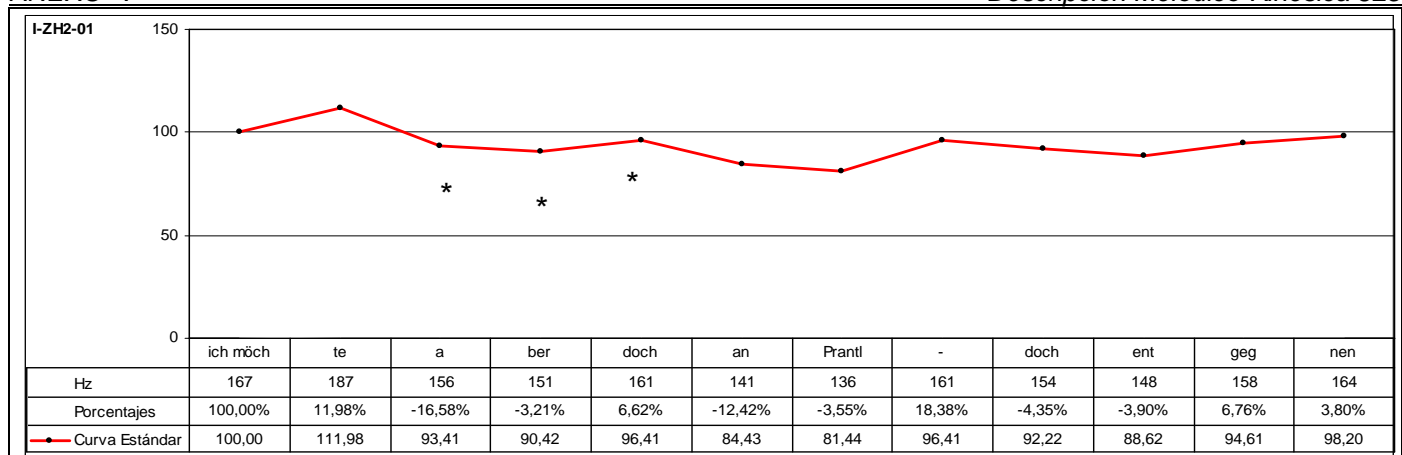 I-ZH2-01
150
100
50
0
* * *
ich möch te a ber doch an Prantl - doch ent geg nen
Hz 167 187 156 151 161 141 136 161 154 148 158 164
Porcentajes 100,00% 11,98% -16,58% -3,21% 6,62% -12,42% -3,55% 18,38% -4,35% -3,90% 6,76% 3,80%
Curva Estándar 100,00 111,98 93,41 90,42 96,41 84,43 81,44 96,41 92,22 88,62 94,61 98,20